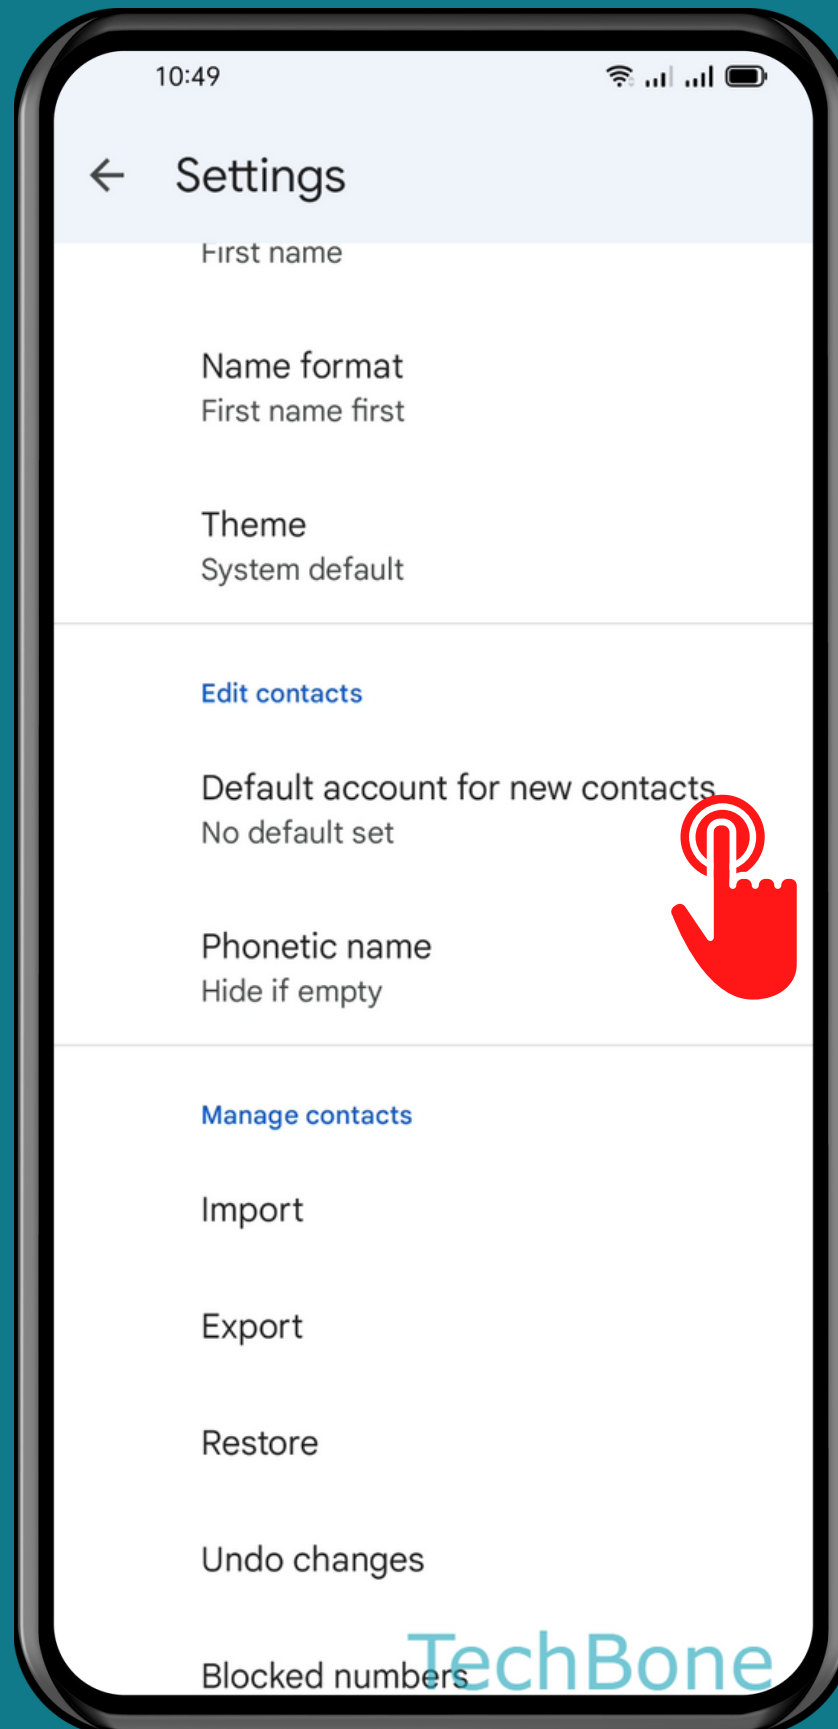 10:49
Settings
First name
Name format
First name first
Theme
System default
Edit contacts
Default account for new contacts
No default set
Phonetic name
Hide if empty
Manage contacts
Import
Export
Restore
Undo changes
Blocked numbers
TechBone